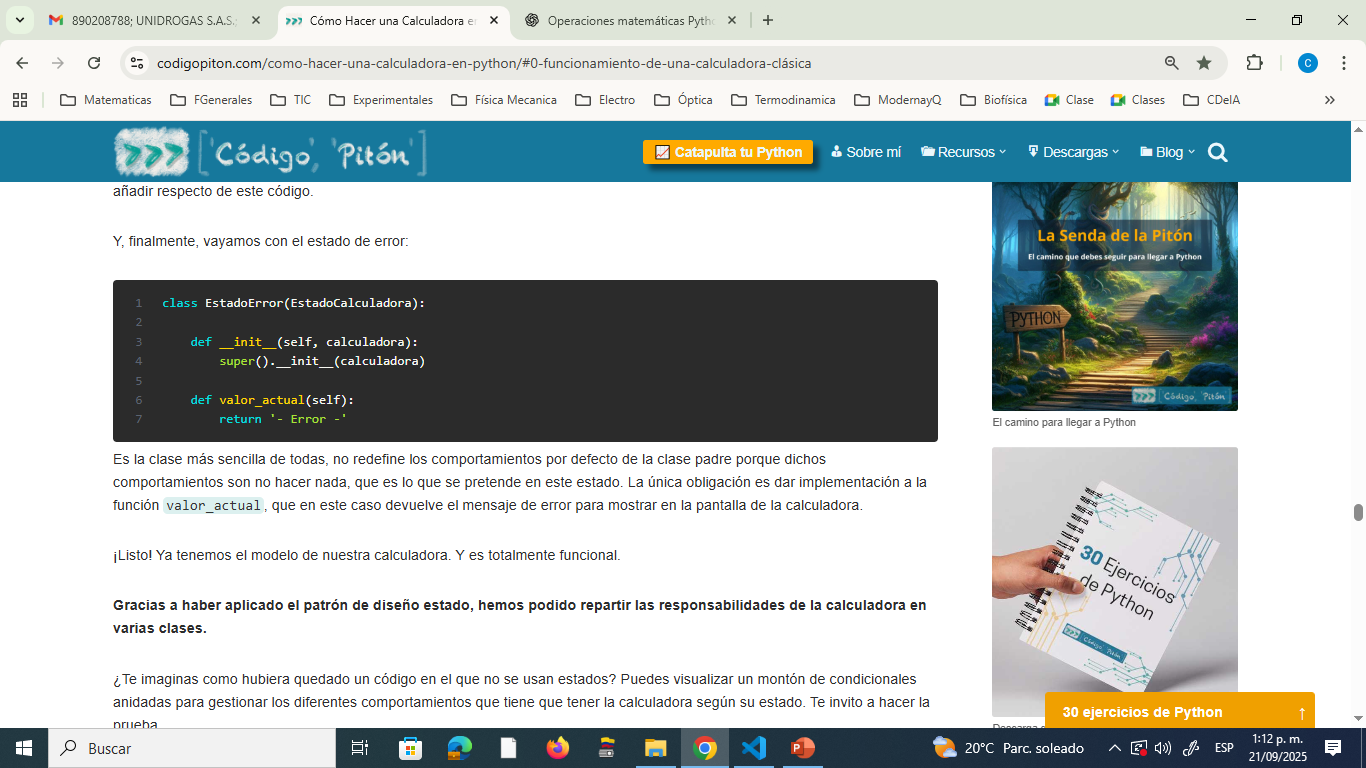 890208788; UNIDROGAS S.A.S.;
Cómo Hacer una Calculadora en
Operaciones matemáticas Pytho
codigopiton.com/como-hacer-una-calculadora-en-python/#0-funcionamiento-de-una-calculadora-clásica
C
Matematicas FGenerales TIC Experimentales Física Mecanica Electro Óptica Termodinamica ModernayQ Biofísica Clase Clases CDeIA
>>> ['Código', 'Pitón']
Catapulta tu Python Sobre mí Recursos Descargas Blog
añadir respecto de este código.
Y, finalmente, vayamos con el estado de error:
1 class EstadoError(EstadoCalculadora):
2
3 def __init__(self, calculadora):
4 super().__init__(calculadora)
5
6 def valor_actual(self):
7 return '- Error -'
Es la clase más sencilla de todas, no redefine los comportamientos por defecto de la clase padre porque dichos
comportamientos son no hacer nada, que es lo que se pretende en este estado. La única obligación es dar implementación a la
función valor_actual, que en este caso devuelve el mensaje de error para mostrar en la pantalla de la calculadora.
¡Listo! Ya tenemos el modelo de nuestra calculadora. Y es totalmente funcional.
Gracias a haber aplicado el patrón de diseño estado, hemos podido repartir las responsabilidades de la calculadora en
varias clases.
¿Te imaginas como hubiera quedado un código en el que no se usan estados? Puedes visualizar un montón de condicionales
anidadas para gestionar los diferentes comportamientos que tiene que tener la calculadora según su estado. Te invito a hacer la
prueba
La Senda de la Pitón
El camino que debes seguir para llegar a Python
PYTHON
>>> ['Código', 'Pitón']
El camino para llegar a Python
30 Ejercicios
de Python
>>> ['Código', 'Pitón']
30 ejercicios de Python ↑
Buscar
20°C Parc. soleado
ESP
1:12 p. m.
21/09/2025